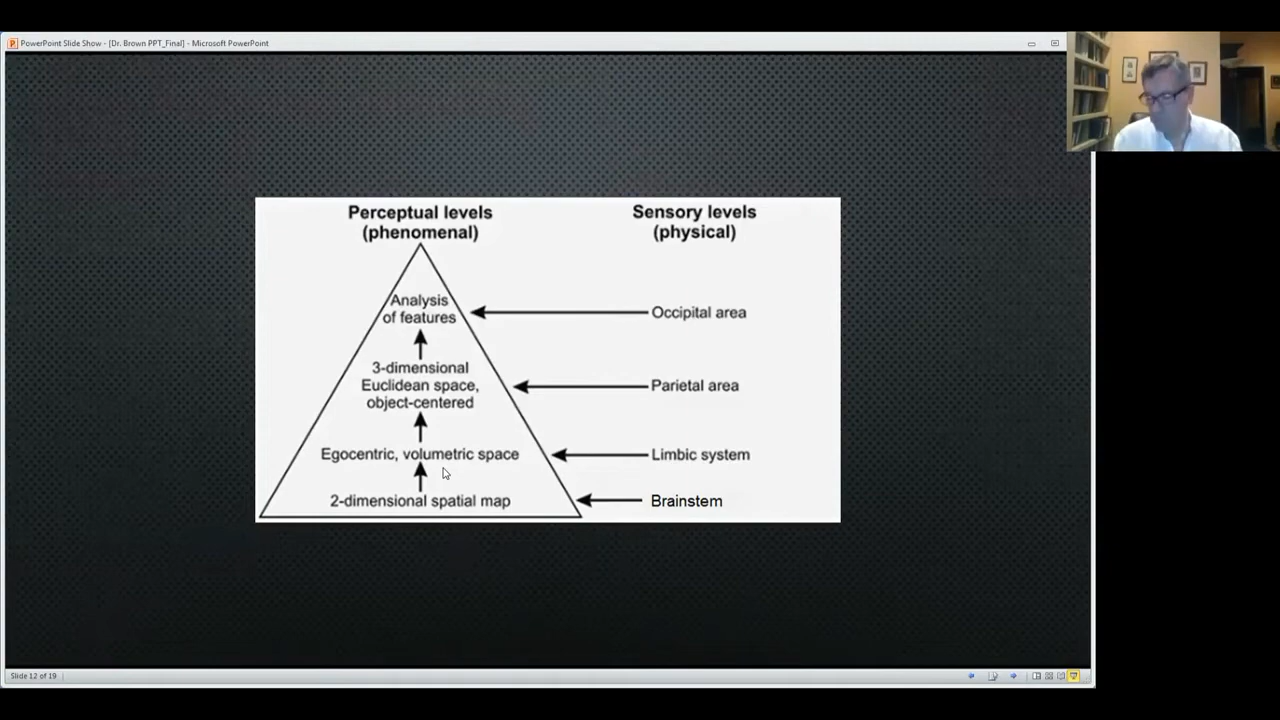 PowerPoint Slide Show - [Dr. Brown PPT_Final] - Microsoft PowerPoint
Perceptual levels
(phenomenal)
Sensory levels
(physical)
Analysis
of features
Occipital area
3-dimensional
Euclidean space,
object-centered
Parietal area
Egocentric, volumetric space
Limbic system
2-dimensional spatial map
Brainstem
Slide 12 of 19